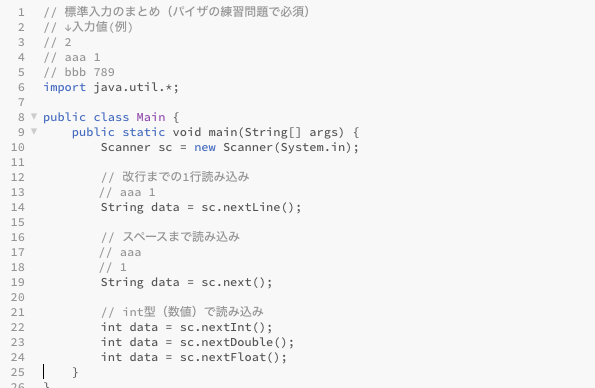 1 // 標準入力のまとめ（パイザの練習問題で必須）
2 // ↓入力値(例)
3 // 2
4 // aaa 1
5 // bbb 789
6 import java.util.*;
7
8 public class Main {
9     public static void main(String[] args) {
10         Scanner sc = new Scanner(System.in);
11
12         // 改行までの1行読み込み
13         // aaa 1
14         String data = sc.nextLine();
15
16         // スペースまで読み込み
17         // aaa
18         // 1
19         String data = sc.next();
20
21         // int型（数値）で読み込み
22         int data = sc.nextInt();
23         int data = sc.nextDouble();
24         int data = sc.nextFloat();
25     }
26 }